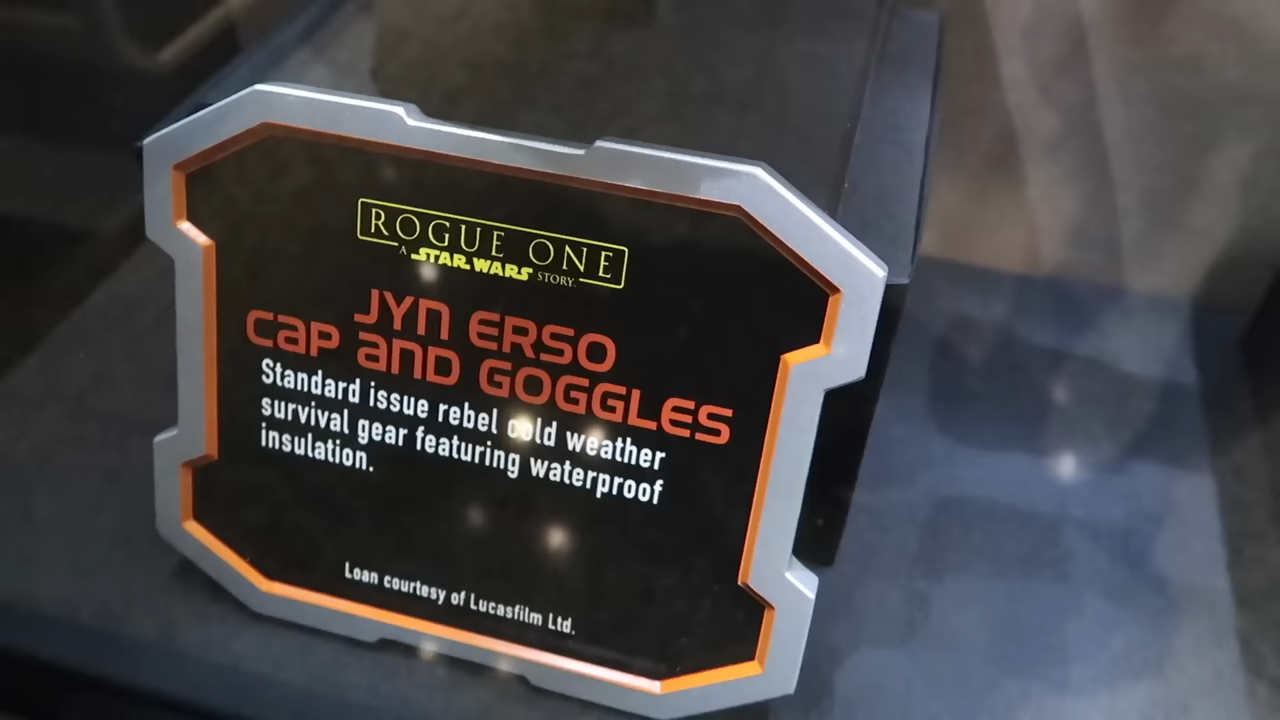 ROGUE ONE
A STAR WARS STORY™
JYN ERSO
CAP AND GOGGLES
Standard issue rebel cold weather
survival gear featuring waterproof
insulation.
Loan courtesy of Lucasfilm Ltd.